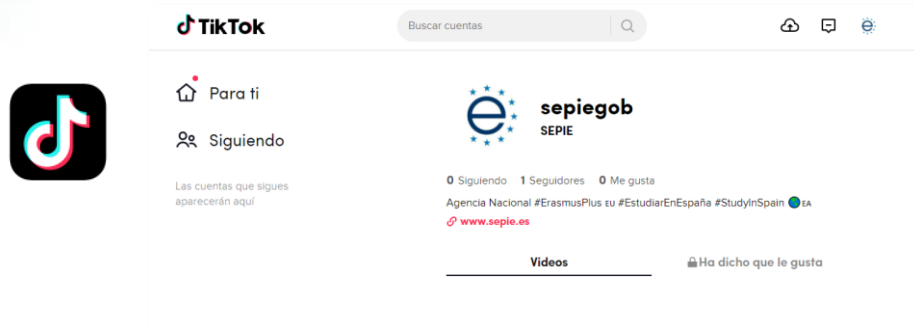 TikTok
Buscar cuentas
e
Para ti
Siguiendo
Las cuentas que sigues
aparecerán aquí
e
sepiegob
SEPIE
0 Siguiendo 1 Seguidores 0 Me gusta
Agencia Nacional #ErasmusPlus EU #EstudiarEnEspaña #StudyInSpain EA
www.sepie.es
Videos
Ha dicho que le gusta